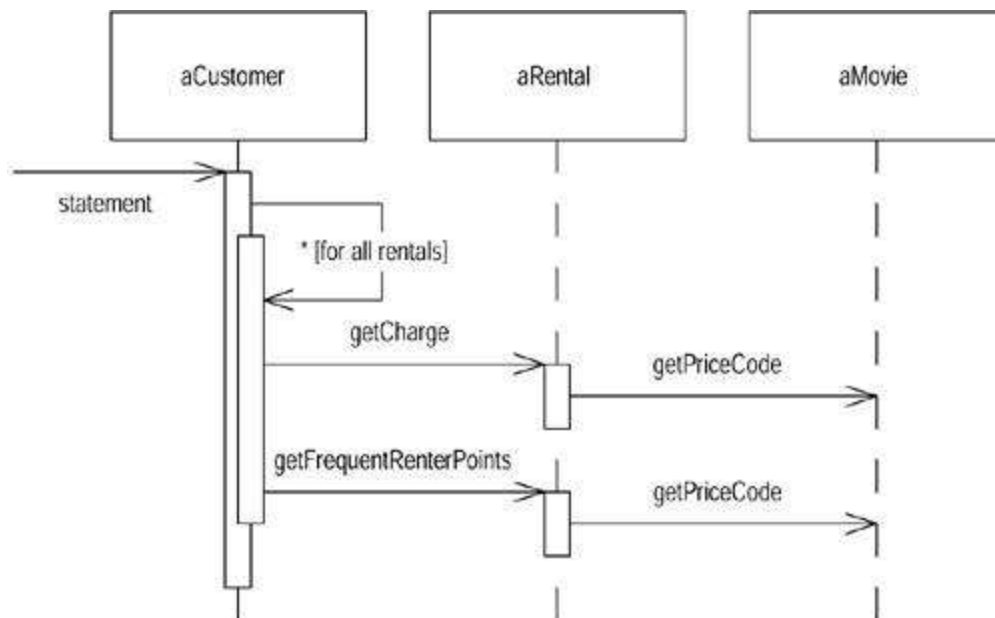 aCustomer
aRental
aMovie
statement
* [for all rentals]
getCharge
getPriceCode
getFrequentRenterPoints
getPriceCode